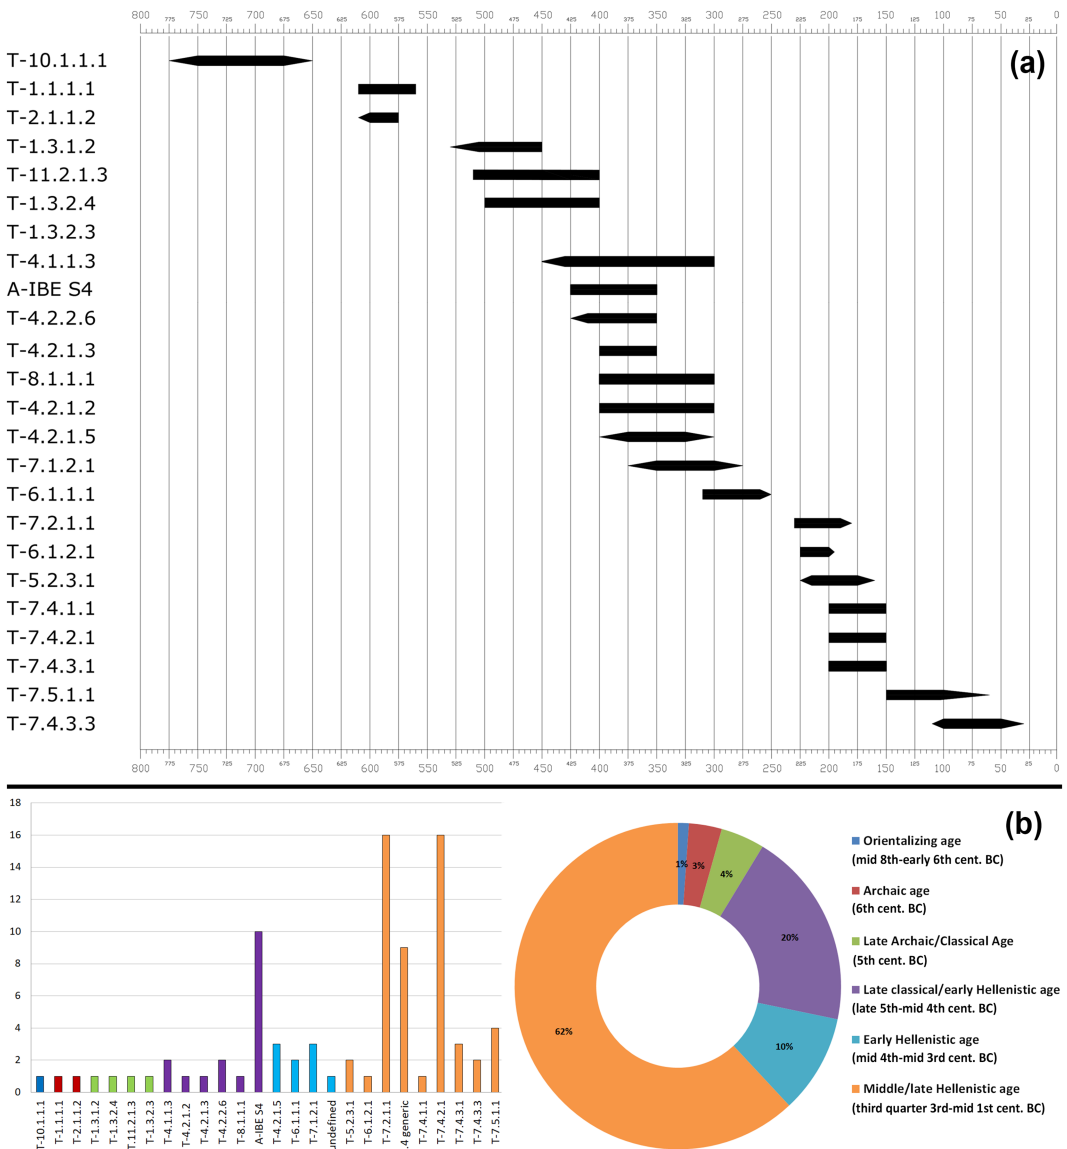 800 775 750 725 700 675 650 625 600 575 550 525 500 475 450 425 400 375 350 325 300 275 250 225 200 175 150 125 100 75 50 25 0
(a)
T-10.1.1.1
T-1.1.1.1
T-2.1.1.2
T-1.3.1.2
T-11.2.1.3
T-1.3.2.4
T-1.3.2.3
T-4.1.1.3
A-IBE S4
T-4.2.2.6
T-4.2.1.3
T-8.1.1.1
T-4.2.1.2
T-4.2.1.5
T-7.1.2.1
T-6.1.1.1
T-7.2.1.1
T-6.1.2.1
T-5.2.3.1
T-7.4.1.1
T-7.4.2.1
T-7.4.3.1
T-7.5.1.1
T-7.4.3.3
800 775 750 725 700 675 650 625 600 575 550 525 500 475 450 425 400 375 350 325 300 275 250 225 200 175 150 125 100 75 50 25 0
18
16
14
12
10
8
6
4
2
0
T-10.1.1.1
T-1.1.1.1
T-2.1.1.2
T-1.3.1.2
T-1.3.2.4
T.11.2.1.3
T-1.3.2.3
T-4.1.1.3
T-4.2.1.2
T-4.2.1.3
T-4.2.2.6
T-8.1.1.1
A-IBE S4
T-4.2.1.5
T-6.1.1.1
T-7.1.2.1
undefined
T-5.2.3.1
T-6.1.2.1
T-7.2.1.1
.4 generic
T-7.4.1.1
T-7.4.2.1
T-7.4.3.1
T-7.4.3.3
T-7.5.1.1
(b)
1%
3%
4%
20%
10%
62%
Orientalizing age
(mid 8th-early 6th cent. BC)
Archaic age
(6th cent. BC)
Late Archaic/Classical Age
(5th cent. BC)
Late classical/early Hellenistic age
(late 5th-mid 4th cent. BC)
Early Hellenistic age
(mid 4th-mid 3rd cent. BC)
Middle/late Hellenistic age
(third quarter 3rd-mid 1st cent. BC)